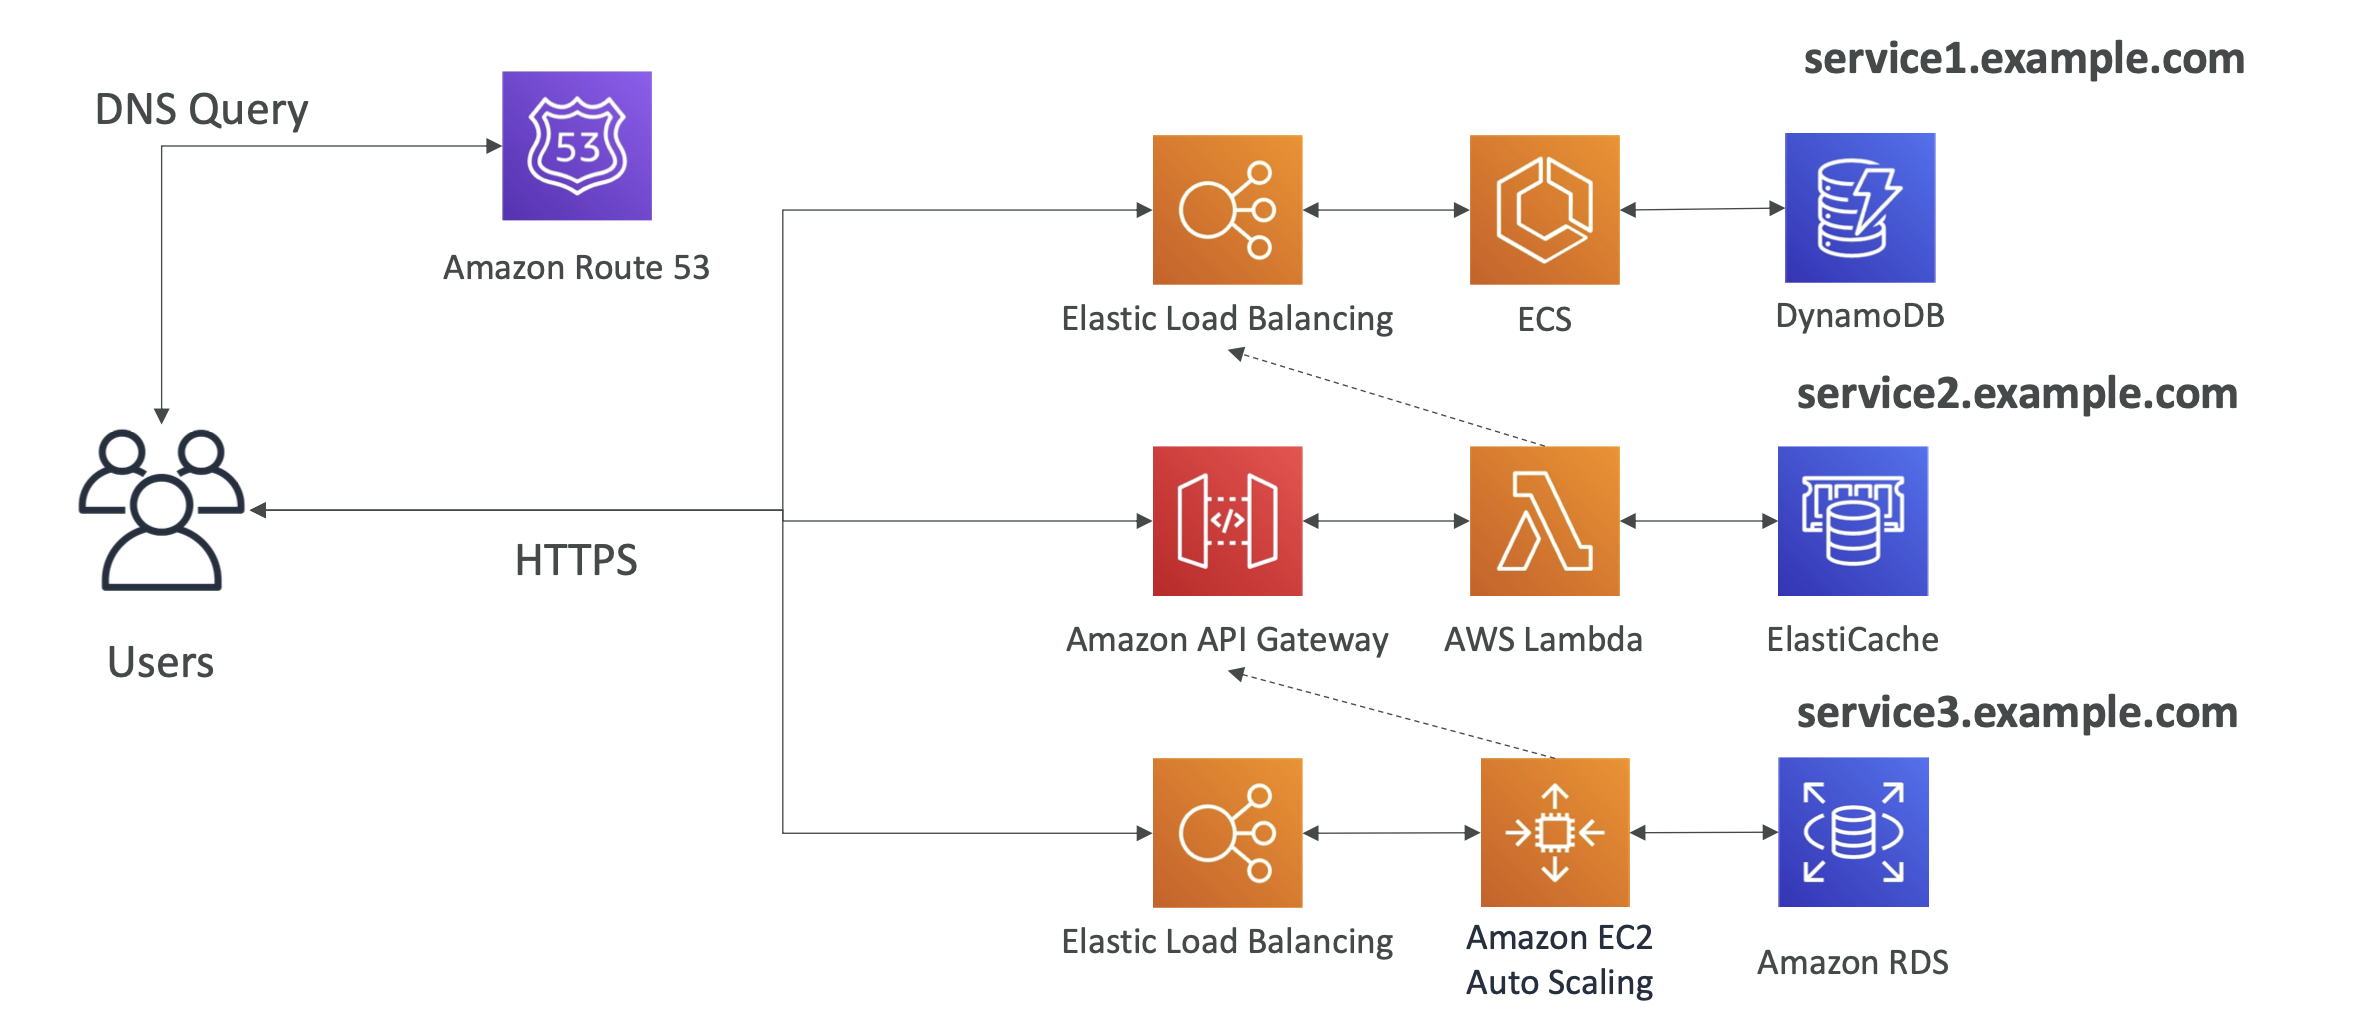 service1.example.com
DNS Query
53
Amazon Route 53
Elastic Load Balancing
ECS
DynamoDB
service2.example.com
HTTPS
</>
Users
Amazon API Gateway
AWS Lambda
ElastiCache
service3.example.com
Elastic Load Balancing
Amazon EC2
Auto Scaling
Amazon RDS